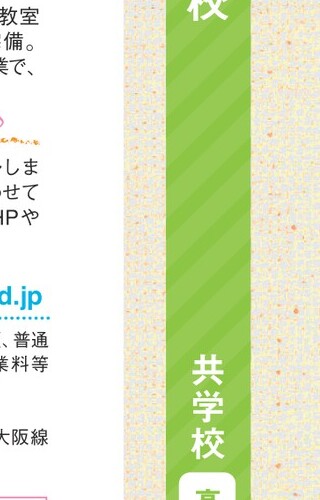 教室
備。
業で、
しま
せて
HPや
d.jp
、普通
業料等
大阪線
校
共学校
高